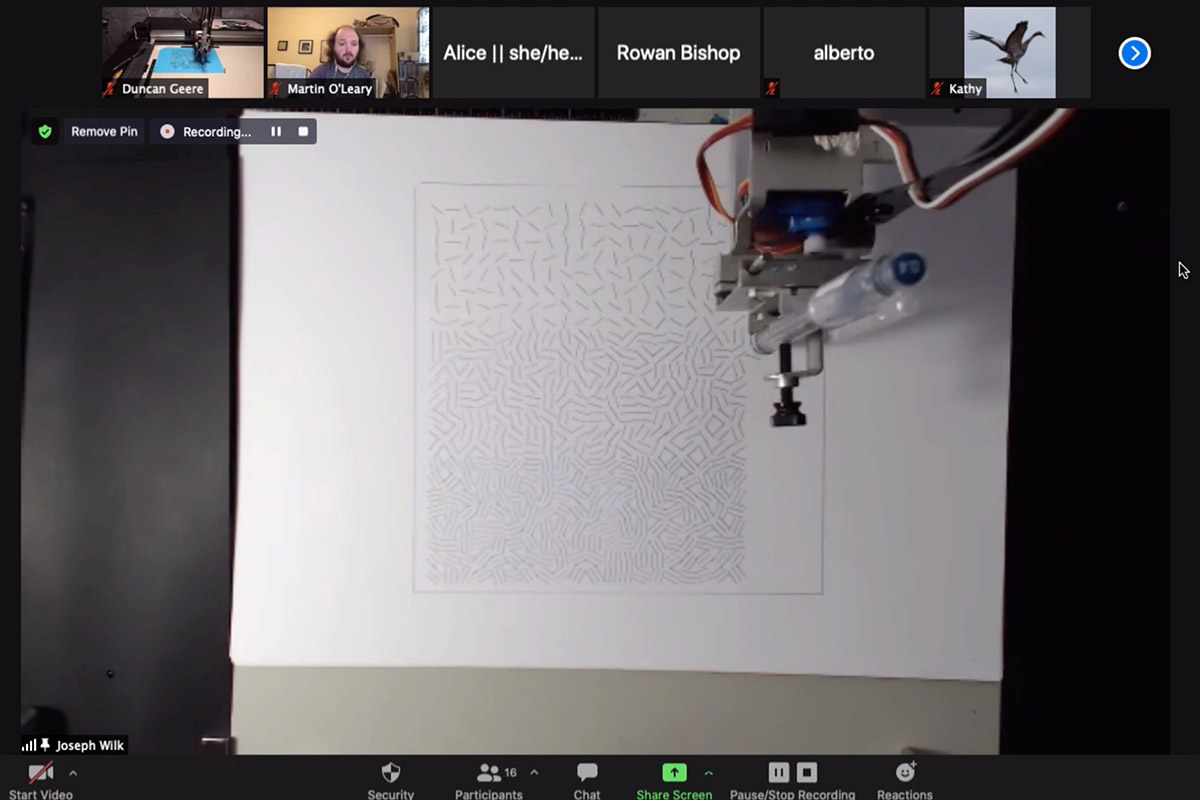 Duncan Geere
Martin O'Leary
Alice || she/he...
Rowan Bishop
alberto
Kathy
Remove Pin
Recording...
Joseph Wilk
Start Video
Security
16
Participants
Chat
Share Screen
Pause/Stop Recording
Reactions